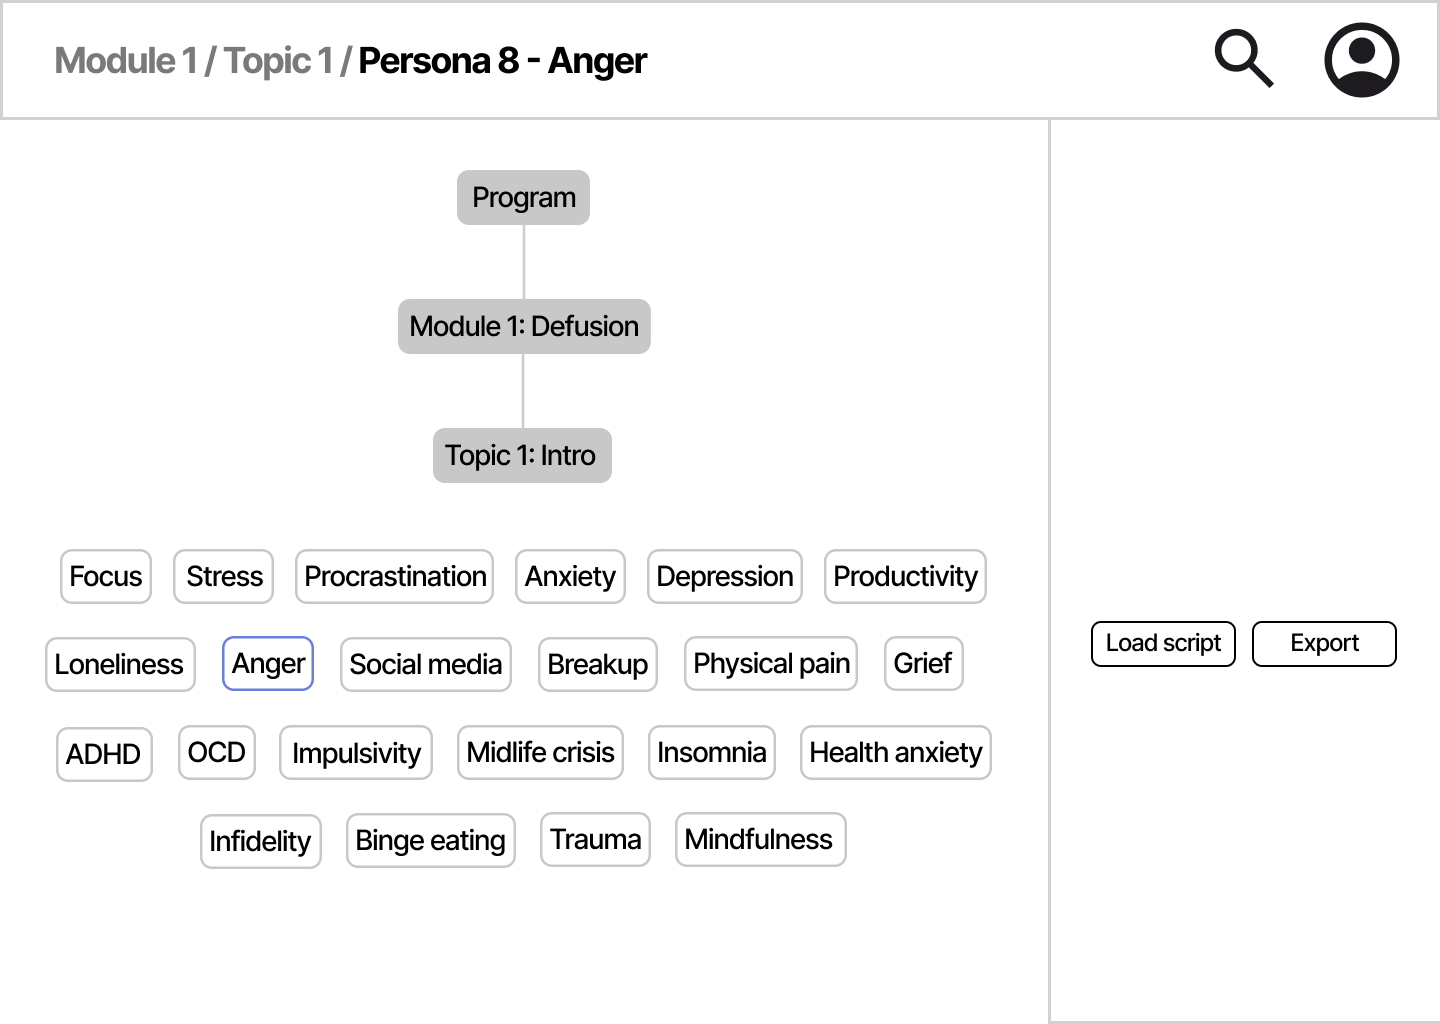 Module 1 / Topic 1 / Persona 8 - Anger
Program
Module 1: Defusion
Topic 1: Intro
Focus Stress Procrastination Anxiety Depression Productivity
Loneliness Anger Social media Breakup Physical pain Grief
ADHD OCD Impulsivity Midlife crisis Insomnia Health anxiety
Infidelity Binge eating Trauma Mindfulness
Load script Export